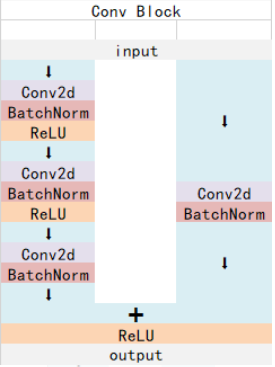 Conv Block
input
⬇
Conv2d
BatchNorm
ReLU
⬇
⬇
Conv2d
BatchNorm
ReLU
Conv2d
BatchNorm
⬇
Conv2d
BatchNorm
⬇
⬇
+
ReLU
output